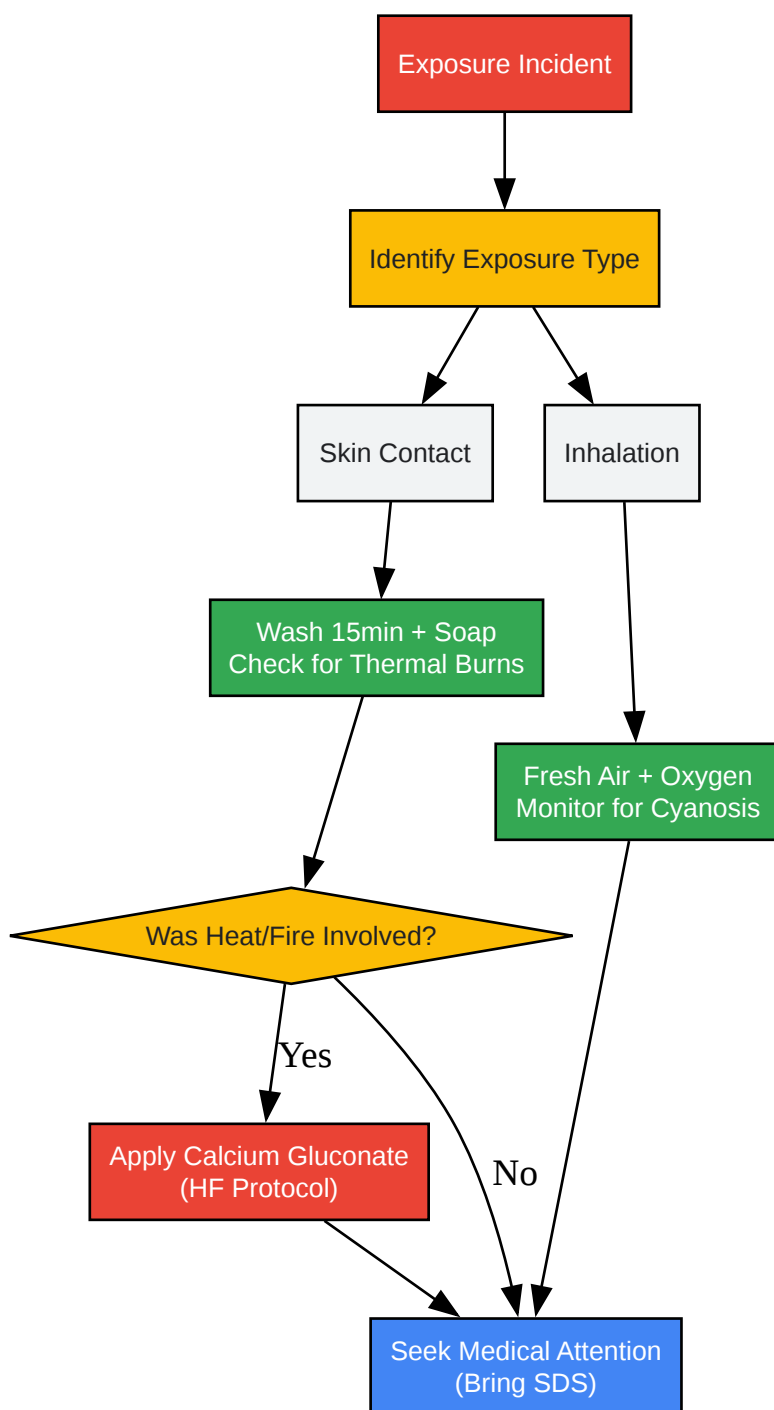 Exposure Incident
Identify Exposure Type
Skin Contact
Inhalation
Wash 15min + Soap
Check for Thermal Burns
Fresh Air + Oxygen
Monitor for Cyanosis
Was Heat/Fire Involved?
Yes
Apply Calcium Gluconate
(HF Protocol)
No
Seek Medical Attention
(Bring SDS)